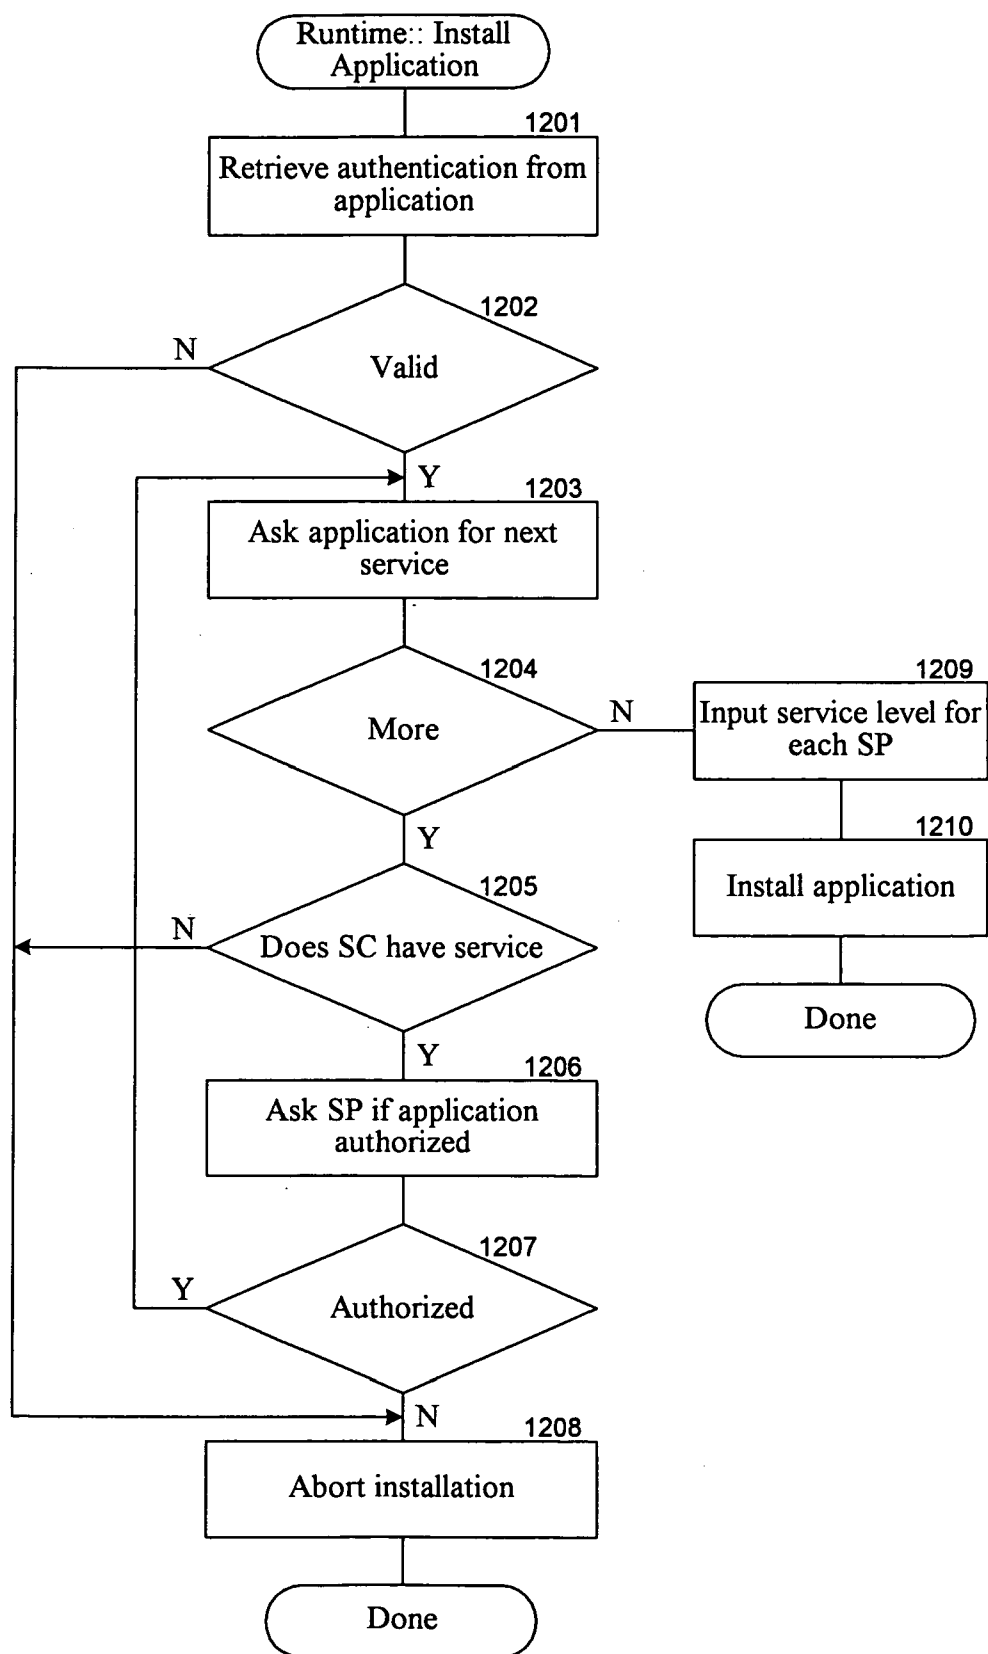 Runtime:: Install
Application
1201
Retrieve authentication from
application
1202
Valid
N
Y
1203
Ask application for next
service
1204
More
N
1209
Input service level for
each SP
Y
1210
Install application
1205
Does SC have service
N
Done
Y
1206
Ask SP if application
authorized
1207
Authorized
Y
N
1208
Abort installation
Done